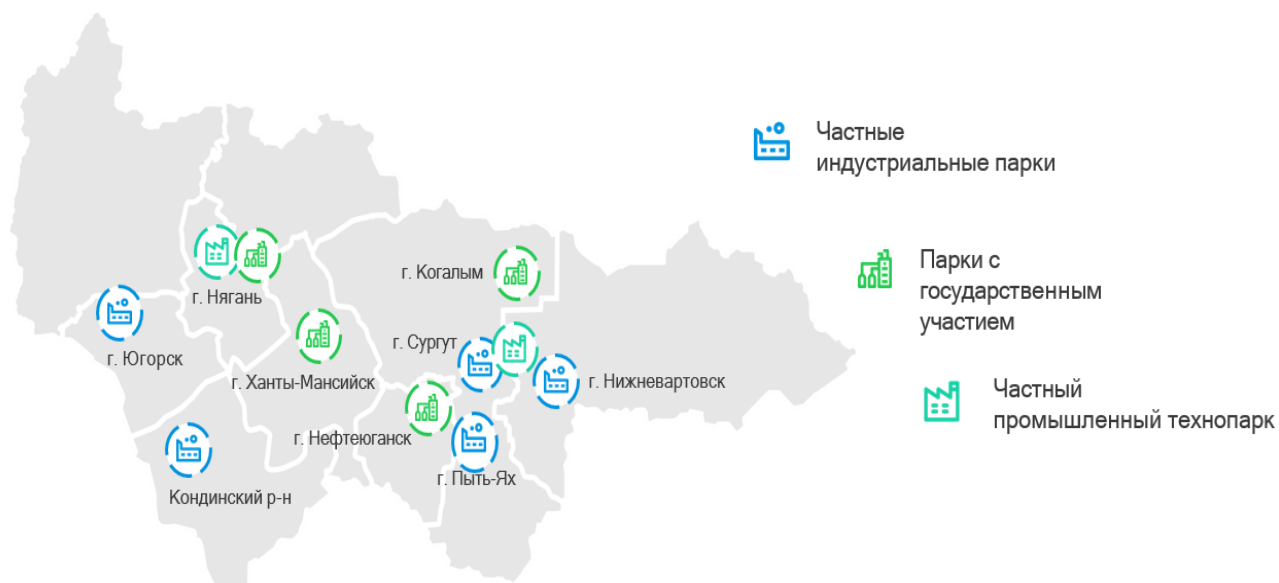 Частные
индустриальные парки
Парки с
государственным
участием
Частный
промышленный технопарк
г. Когалым
г. Нягань
г. Югорск
г. Сургут
г. Ханты-Мансийск
г. Нижневартовск
г. Нефтеюганск
г. Пыть-Ях
Кондинский р-н